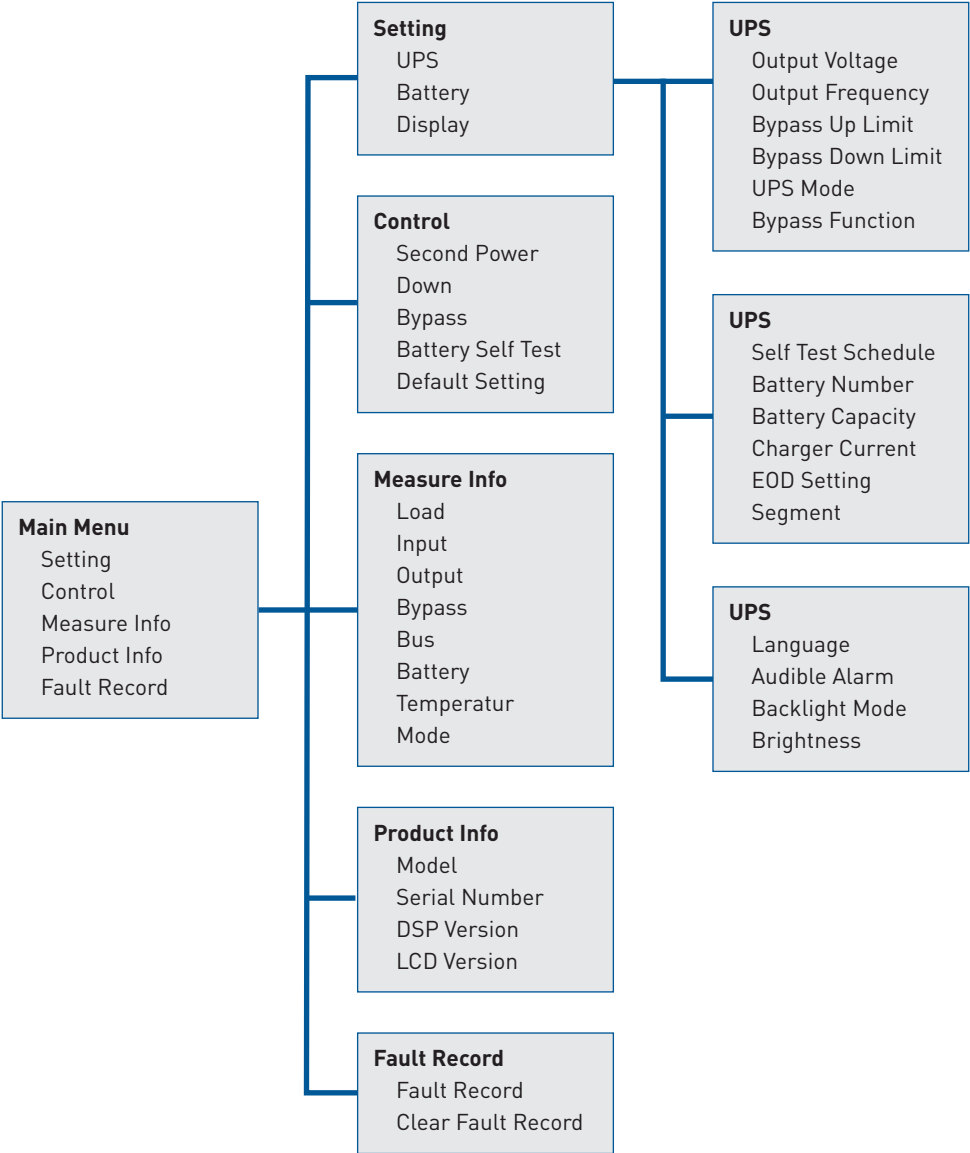 Main Menu
Setting
Control
Measure Info
Product Info
Fault Record
Setting
UPS
Battery
Display
Control
Second Power
Down
Bypass
Battery Self Test
Default Setting
Measure Info
Load
Input
Output
Bypass
Bus
Battery
Temperatur
Mode
Product Info
Model
Serial Number
DSP Version
LCD Version
Fault Record
Fault Record
Clear Fault Record
UPS
Output Voltage
Output Frequency
Bypass Up Limit
Bypass Down Limit
UPS Mode
Bypass Function
UPS
Self Test Schedule
Battery Number
Battery Capacity
Charger Current
EOD Setting
Segment
UPS
Language
Audible Alarm
Backlight Mode
Brightness